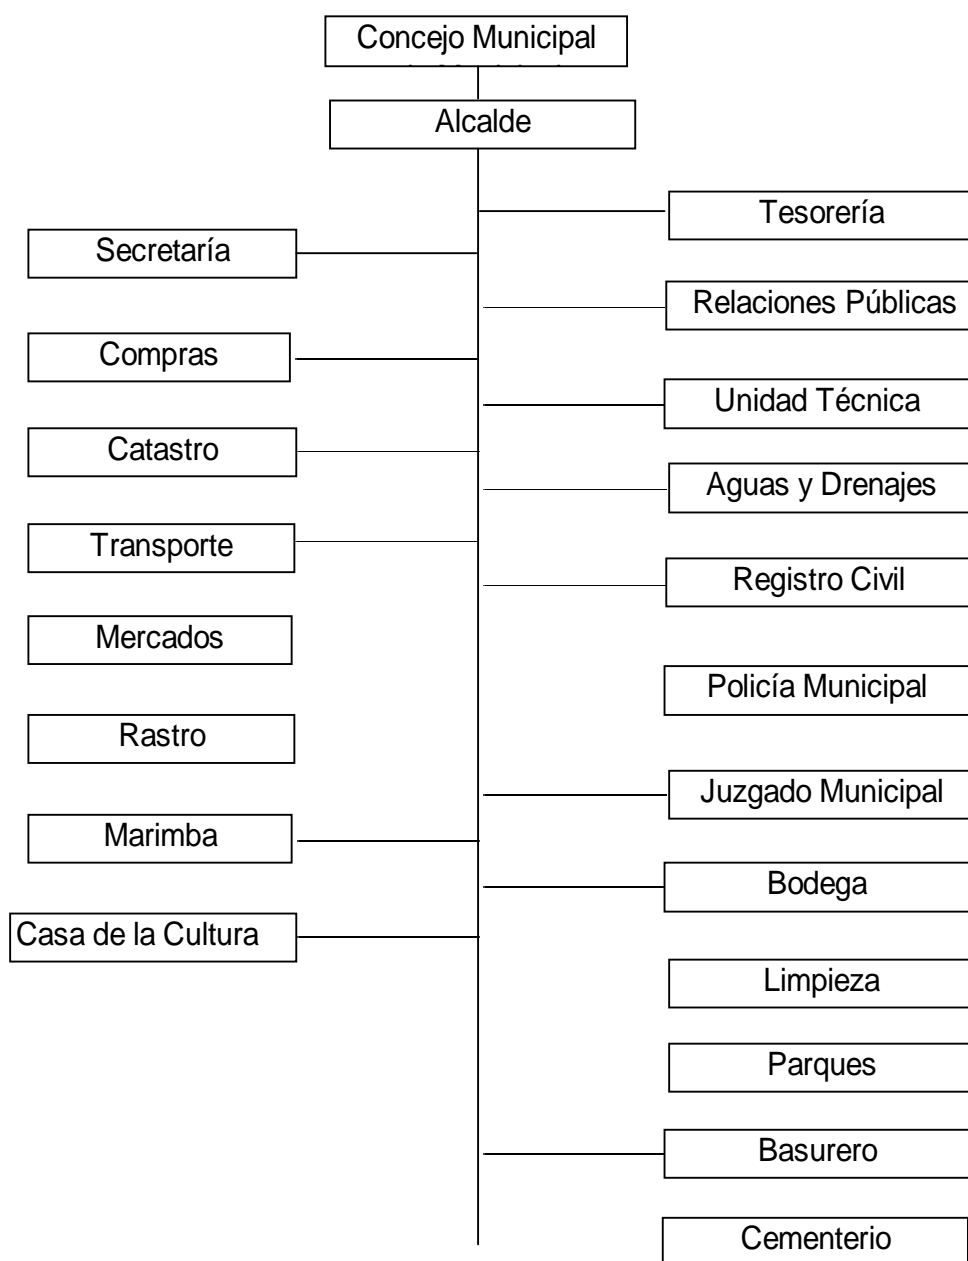 Concejo Municipal
Alcalde
Tesorería
Secretaría
Relaciones Públicas
Compras
Unidad Técnica
Catastro
Aguas y Drenajes
Transporte
Registro Civil
Mercados
Policía Municipal
Rastro
Juzgado Municipal
Marimba
Bodega
Casa de la Cultura
Limpieza
Parques
Basurero
Cementerio